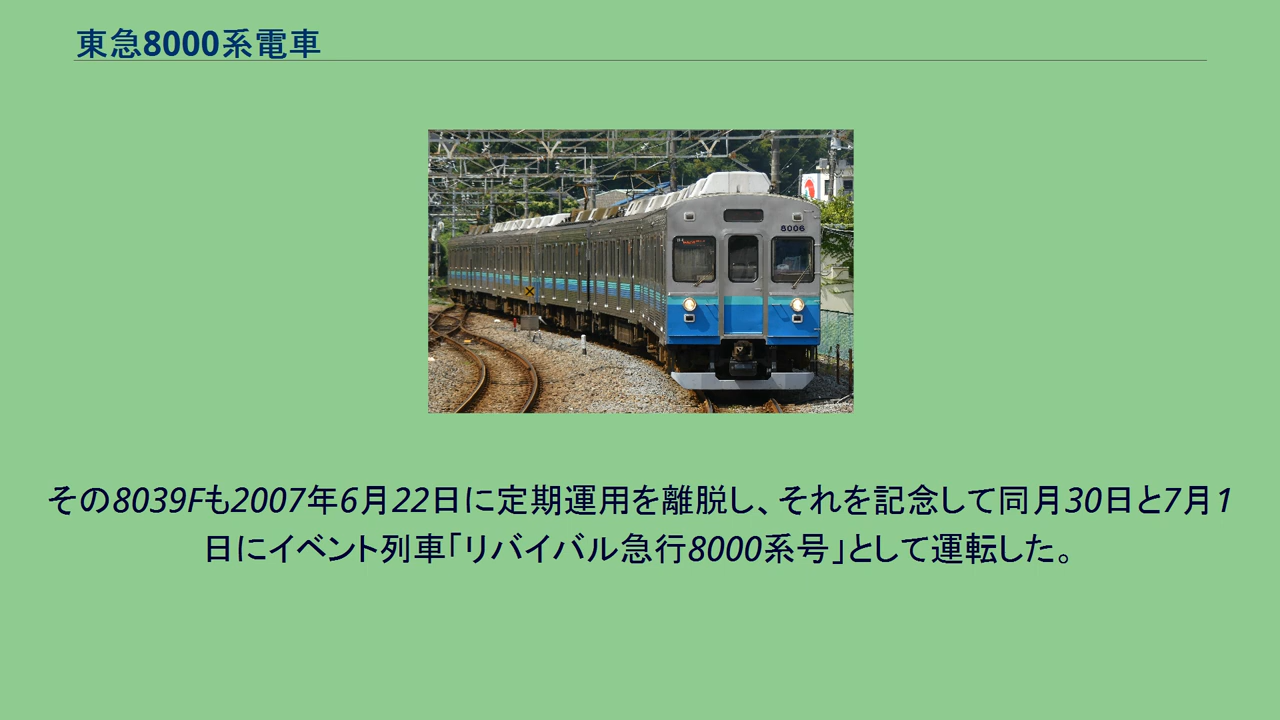 東急8000系電車
8006
その8039Fも2007年6月22日に定期運用を離脱し、それを記念して同月30日と7月1
日にイベント列車「リバイバル急行8000系号」として運転した。